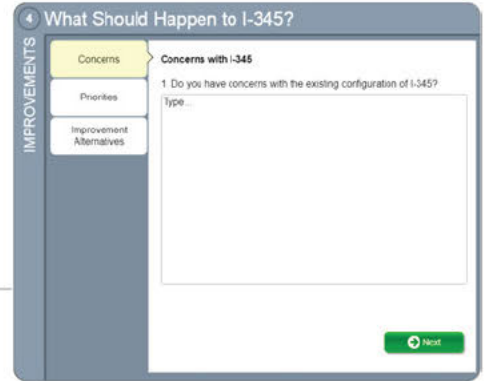 4 What Should Happen to I-345?
IMPROVEMENTS
Concerns
Priorities
Improvement
Alternatives
Concerns with I-345
1 Do you have concerns with the existing configuration of I-345?
Type...
Next